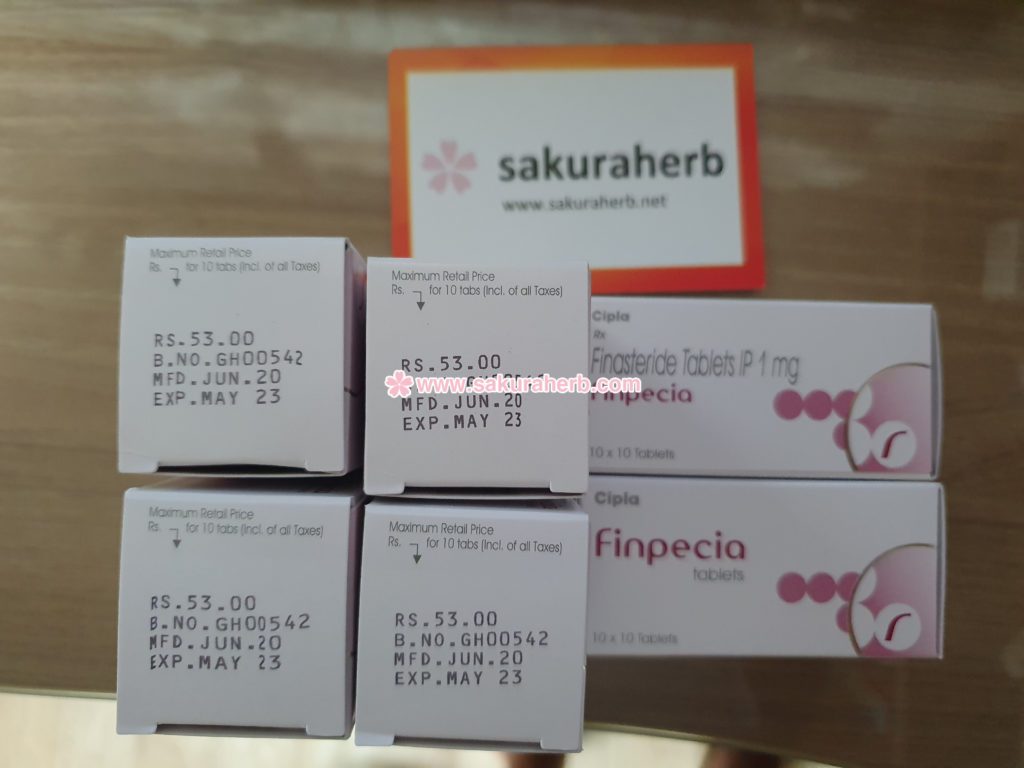 sakuraherb
www.sakuraherb.net
Maximum Retail Price
Rs. for 10 tabs (Incl. of all Taxes)
RS.53.00
B.NO.GH00542
MFD.JUN.20
EXP.MAY 23
Maximum Retail Price
Rs. for 10 tabs (Incl. of all Taxes)
RS.53.00
www.sakuraherb.com
MFD.JUN.20
EXP.MAY 23
Cipla
Rx
Finasteride Tablets IP 1 mg
Finpecia
10 x 10 Tablets
Maximum Retail Price
Rs. for 10 tabs (Incl. of all Taxes)
RS.53.00
B.NO.GH00542
MFD.JUN.20
EXP.MAY 23
Maximum Retail Price
Rs. for 10 tabs (Incl. of all Taxes)
RS.53.00
B.NO.GH00542
MFD.JUN.20
EXP.MAY 23
Cipla
Finpecia
tablets
10 x 10 Tablets